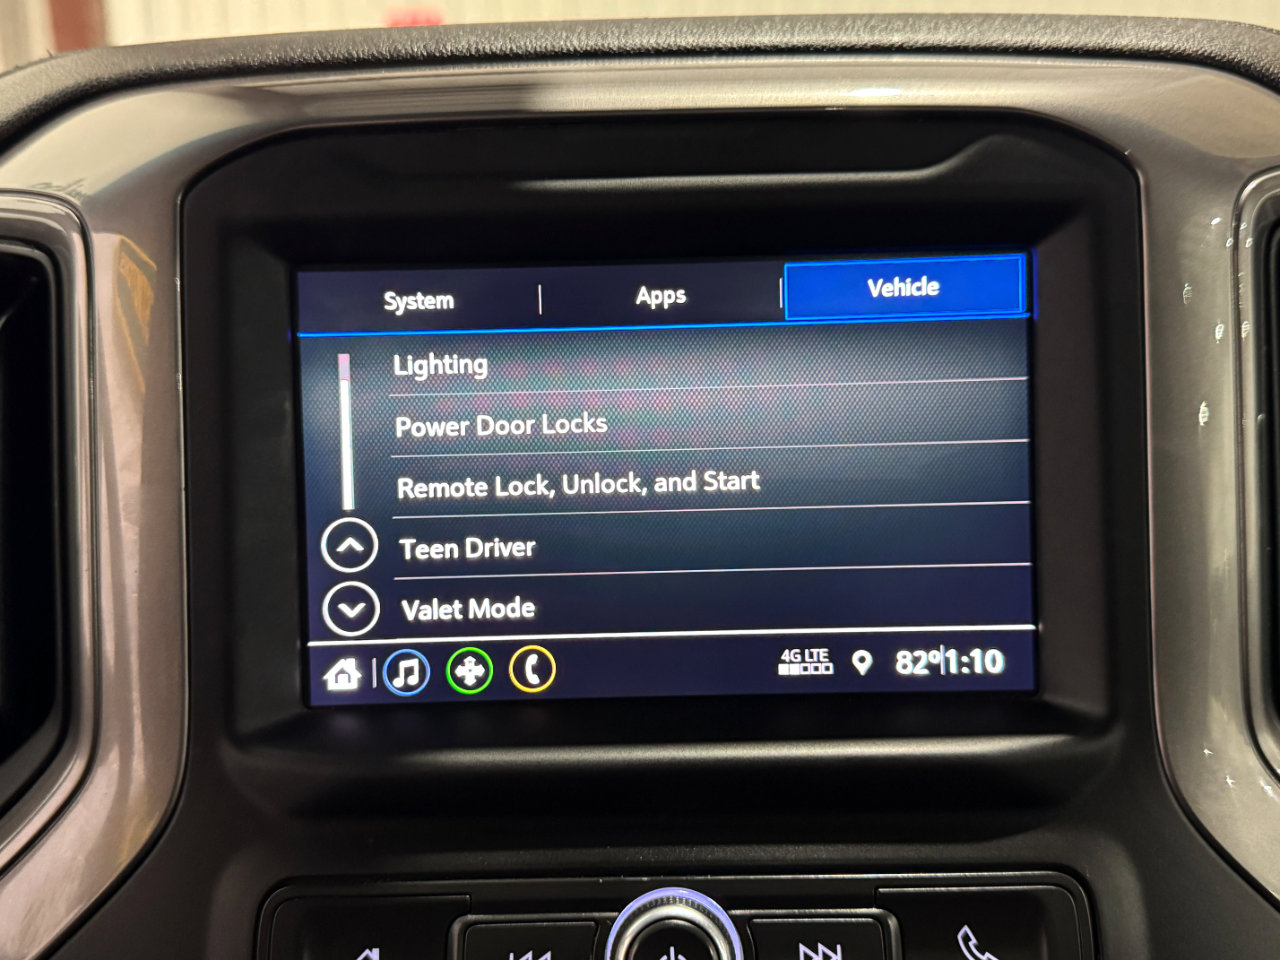 System | Apps | Vehicle
Lighting
Power Door Locks
Remote Lock, Unlock, and Start
Teen Driver
Valet Mode
4G LTE
82° 1:10